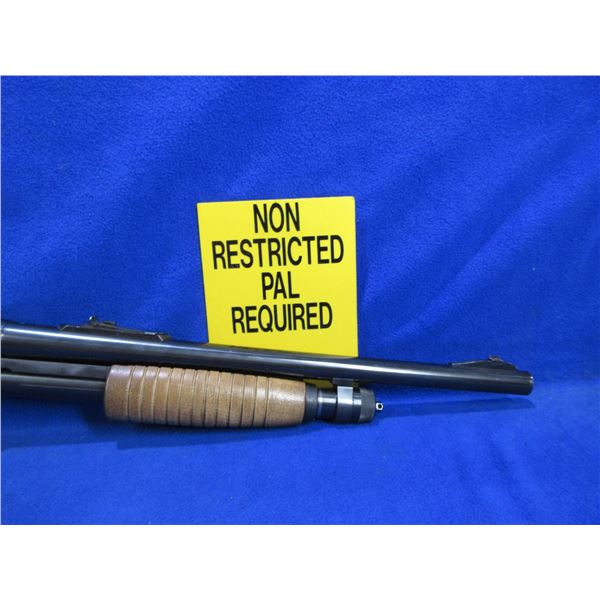 NON
RESTRICTED
PAL
REQUIRED